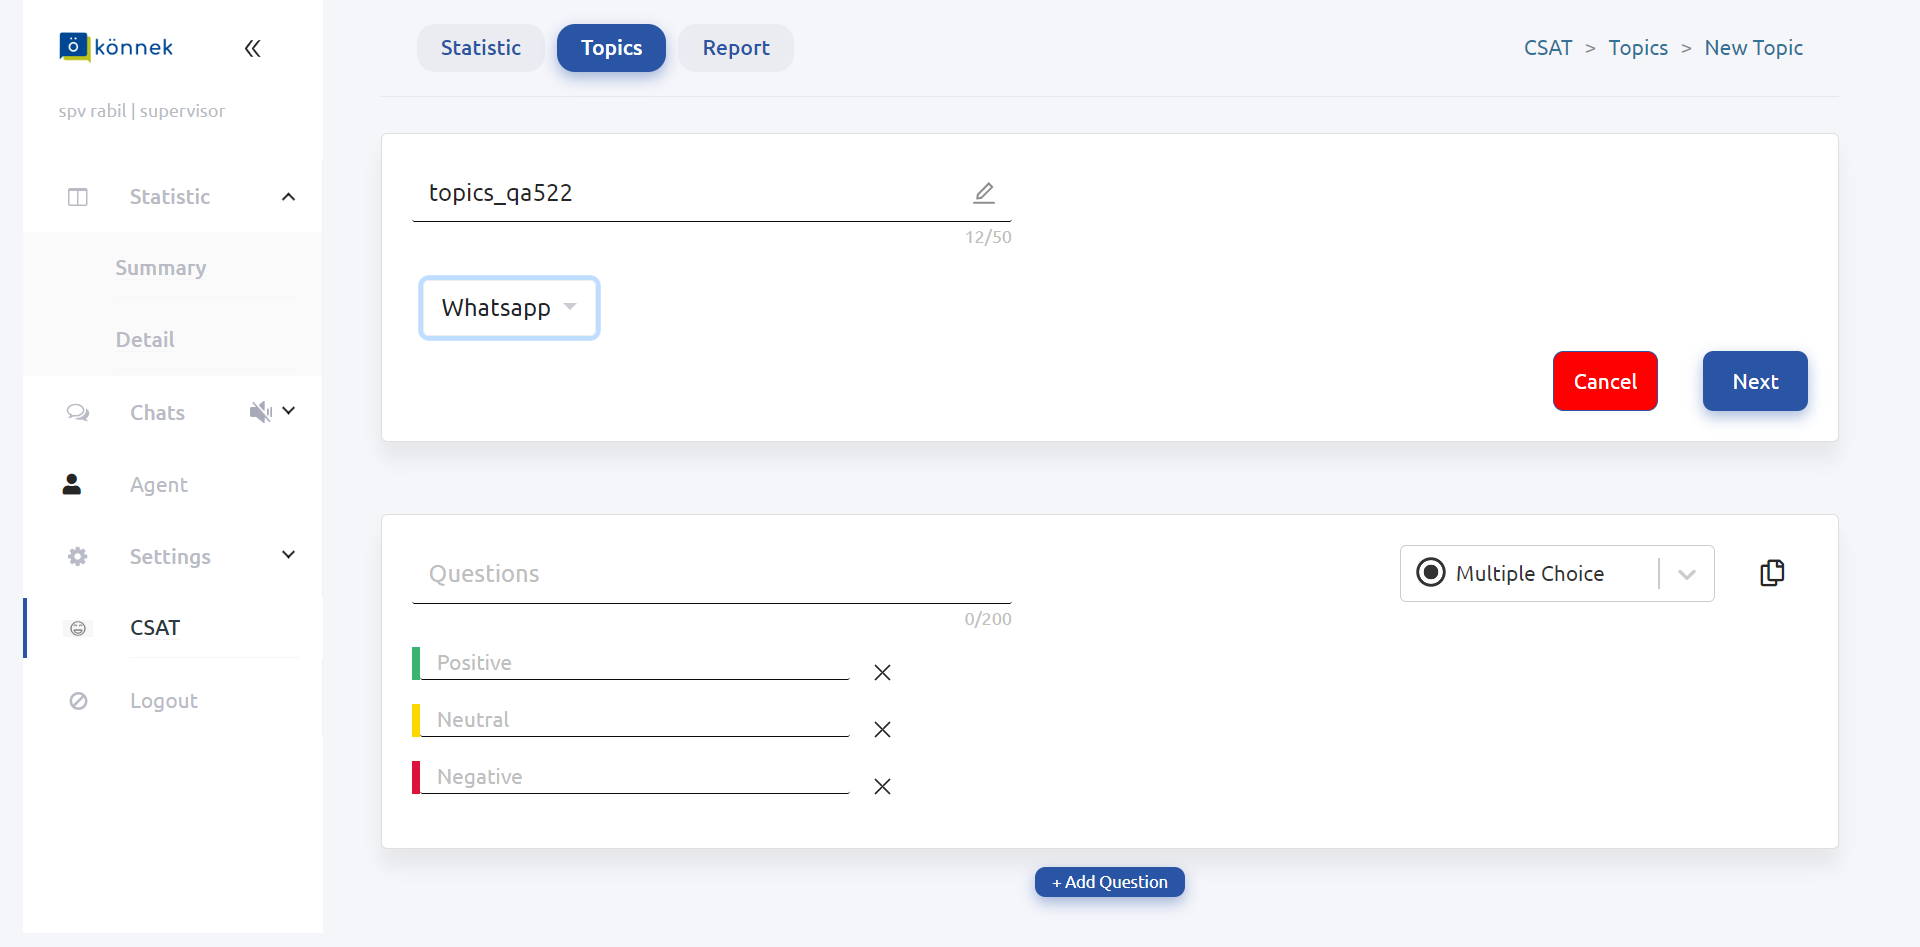 könnek
spv rabil | supervisor
Statistic
Summary
Detail
Chats
Agent
Settings
CSAT
Logout
Statistic Topics Report
CSAT > Topics > New Topic
topics_qa522
12/50
Whatsapp
Cancel Next
Questions
Multiple Choice
0/200
Positive
Neutral
Negative
+ Add Question